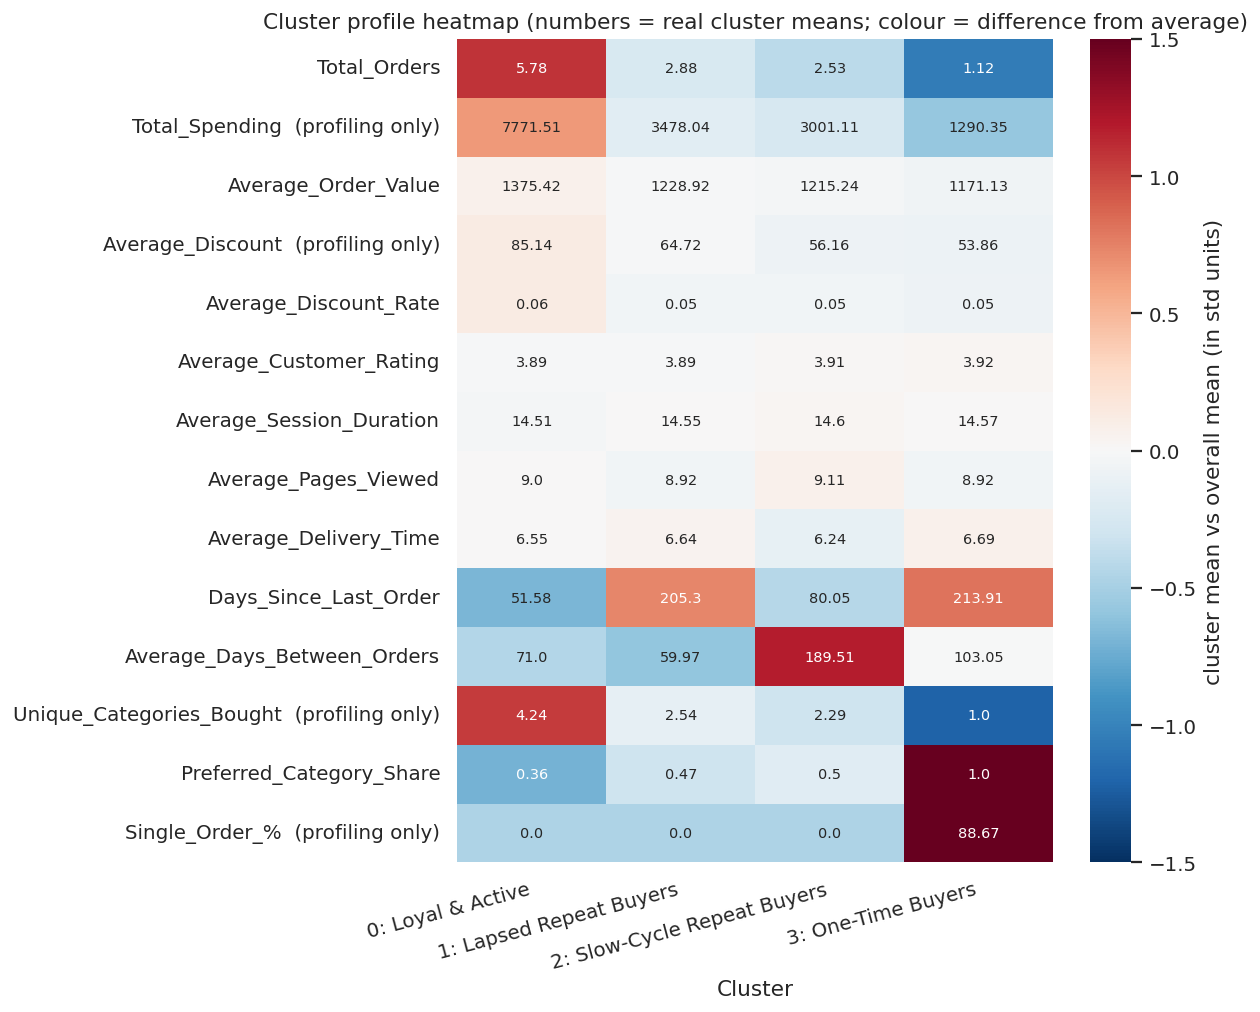 Cluster profile heatmap (numbers = real cluster means; colour = difference from average)
Total_Orders 5.78 2.88 2.53 1.12
Total_Spending (profiling only) 7771.51 3478.04 3001.11 1290.35
Average_Order_Value 1375.42 1228.92 1215.24 1171.13
Average_Discount (profiling only) 85.14 64.72 56.16 53.86
Average_Discount_Rate 0.06 0.05 0.05 0.05
Average_Customer_Rating 3.89 3.89 3.91 3.92
Average_Session_Duration 14.51 14.55 14.6 14.57
Average_Pages_Viewed 9.0 8.92 9.11 8.92
Average_Delivery_Time 6.55 6.64 6.24 6.69
Days_Since_Last_Order 51.58 205.3 80.05 213.91
Average_Days_Between_Orders 71.0 59.97 189.51 103.05
Unique_Categories_Bought (profiling only) 4.24 2.54 2.29 1.0
Preferred_Category_Share 0.36 0.47 0.5 1.0
Single_Order_% (profiling only) 0.0 0.0 0.0 88.67
0: Loyal & Active
1: Lapsed Repeat Buyers
2: Slow-Cycle Repeat Buyers
3: One-Time Buyers
Cluster
1.5
1.0
0.5
0.0
−0.5
−1.0
−1.5
cluster mean vs overall mean (in std units)